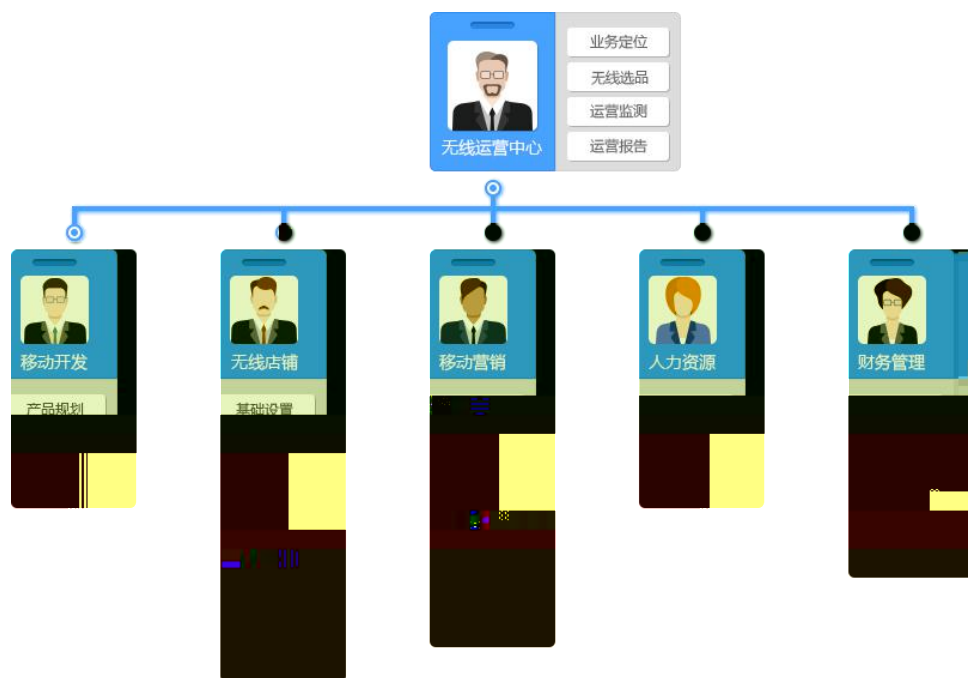 业务定位
无线选品
运营监测
运营报告
无线运营中心
移动开发
无线店铺
移动营销
人力资源
财务管理
产品规划
基础设置